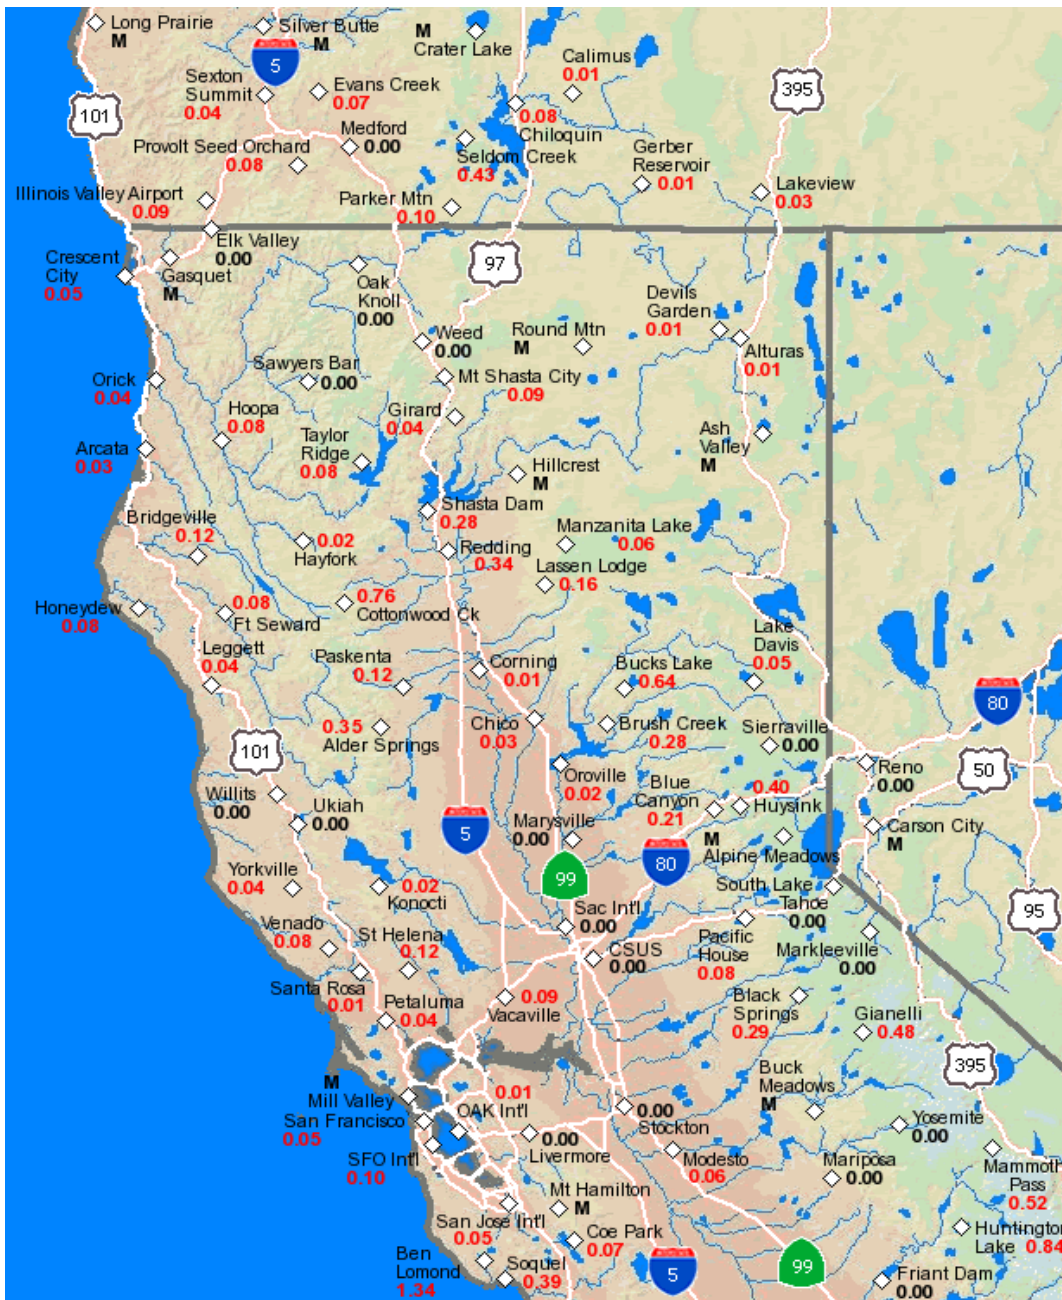 Long Prairie
M
Silver Butte
M
M
Crater Lake
Calimus
0.01
5
Sexton
Summit
0.04
Evans Creek
0.07
395
101
0.08
Chiloquin
Medford
0.00
Provolt Seed Orchard
0.08
Seldom Creek
0.43
Gerber
Reservoir
0.01
Lakeview
0.03
Illinois Valley Airport
0.09
Parker Mtn
0.10
Elk Valley
0.00
Crescent
City
0.05
Gasquet
M
97
Oak
Knoll
0.00
Devils
Garden
0.01
Round Mtn
M
Weed
0.00
Alturas
0.01
Sawyers Bar
0.00
Mt Shasta City
0.09
Orick
0.04
Hoopa
0.08
Girard
0.04
Taylor
Ridge
0.08
Ash
Valley
M
Arcata
0.03
Hillcrest
M
Shasta Dam
0.28
Bridgeville
0.12
0.02
Hayfork
Manzanita Lake
0.06
Redding
0.34
Lassen Lodge
0.16
Honeydew
0.08
0.08
Ft Seward
0.76
Cottonwood Ck
Lake
Davis
0.05
Leggett
0.04
Paskenta
0.12
Corning
0.01
Bucks Lake
0.64
80
0.35
Alder Springs
Chico
0.03
Brush Creek
0.28
Sierraville
0.00
101
Oroville
0.02
Blue
Canyon
0.21
0.40
Huysink
Reno
0.00
50
Willits
0.00
Ukiah
0.00
5
Marysville
0.00
80
M
Alpine Meadows
Carson City
M
Yorkville
0.04
0.02
Konocti
99
South Lake
Tahoe
0.00
95
Venado
0.08
St Helena
0.12
Sac Int'l
0.00
Pacific
House
0.08
Markleeville
0.00
CSUS
0.00
Santa Rosa
0.01
Petaluma
0.04
0.09
Vacaville
Black
Springs
0.29
Gianelli
0.48
395
M
Mill Valley
0.01
OAK Int'l
Buck
Meadows
M
San Francisco
0.05
0.00
Stockton
Yosemite
0.00
SFO Int'l
0.10
0.00
Livermore
Modesto
0.06
Mariposa
0.00
Mammoth
Pass
0.52
Mt Hamilton
M
San Jose Int'l
0.05
Coe Park
0.07
Huntington
Lake 0.84
Ben
Lomond
1.34
Soquel
0.39
5
99
Friant Dam
0.00